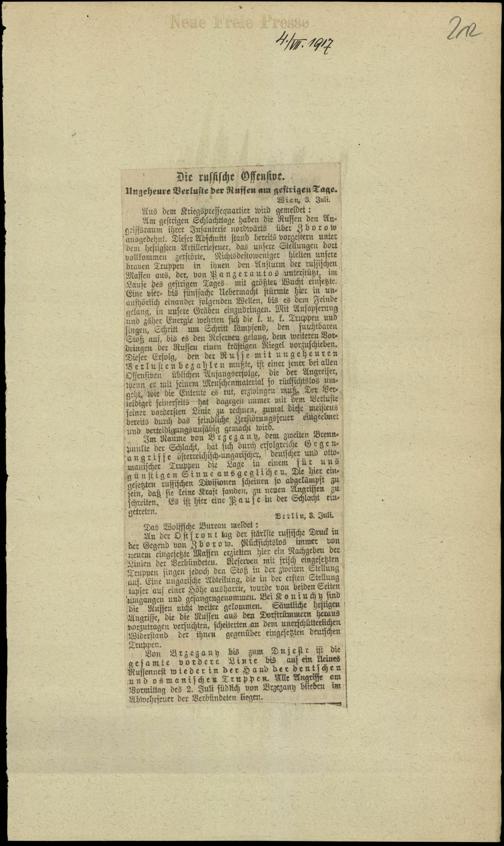 Neue Freie Presse
4./VII. 1917
212
Die russische Offensive.
Ungeheure Verluste der Russen am gestrigen Tage.
Wien, 3. Juli.
Aus dem Kriegspressequartier wird gemeldet:
Am gestrigen Schlachttage haben die Russen den An-
griffsraum ihrer Infanterie nordwärts über Zborow
ausgedehnt. Dieser Abschnitt stand bereits vorgestern unter
dem heftigsten Artilleriefeuer, das unsere Stellungen dort
vollkommen zerstörte. Nichtsdestoweniger hielten unsere
braven Truppen in ihnen den Ansturm der russischen
Massen aus, der, von Panzerautos unterstützt, im
Laufe des gestrigen Tages mit größter Wucht einsetzte.
Eine vier- bis fünffache Uebermacht stürmte hier in un-
aufhörlich einander folgenden Wellen, bis es dem Feinde
gelang, in unsere Gräben einzudringen. Mit Aufopferung
und zäher Energie wehrten sich die k. u. k. Truppen und
fingen, Schritt um Schritt kämpfend, den furchtbaren
Stoß auf, bis es den Reserven gelang, dem weiteren Vor-
dringen der Russen einen kräftigen Riegel vorzuschieben.
Dieser Erfolg, den der Russe mit ungeheuren
Verlusten bezahlen mußte, ist einer jener bei allen
Offensiven üblichen Anfangserfolge, die der Angreifer,
wenn er mit seinem Menschenmaterial so rücksichtslos um-
geht, wie die Entente es tut, erzwingen muß. Der Ver-
teidiger seinerseits hat dagegen immer mit dem Verluste
seiner vordersten Linie zu rechnen, zumal diese meistens
bereits durch das feindliche Zerstörungsfeuer eingeebnet
und verteidigungsunfähig gemacht wird.
Im Raume von Brzezany, dem zweiten Brenn-
punkte der Schlacht, hat sich durch erfolgreiche Gegen-
angriffe österreichisch-ungarischer, deutscher und otto-
manischer Truppen die Lage in einem für uns
günstigen Sinne ausgeglichen. Die hier ein-
gesetzten russischen Divisionen scheinen so abgekämpft zu
sein, daß sie keine Kraft fanden, zu neuen Angriffen zu
schreiten. Es ist hier eine Pause in der Schlacht ein-
getreten.
Berlin, 3. Juli.
Das Wolffsche Bureau meldet:
An der Ostfront lag der stärkste russische Druck in
der Gegend von Zborow. Rücksichtslos immer von
neuem eingesetzte Massen erzielten hier ein Nachgeben der
Linien der Verbündeten. Reserven mit frisch eingesetzten
Truppen fingen jedoch den Stoß in der zweiten Stellung
auf. Eine ungarische Abteilung, die in der ersten Stellung
tapfer auf einer Höhe ausharrte, wurde von beiden Seiten
umgangen und gefangengenommen. Bei Koniuchy sind
die Russen nicht weiter gekommen. Sämtliche heftigen
Angriffe, die die Russen aus den Dorftrümmern heraus
vorzutragen versuchten, scheiterten an dem unerschütterlichen
Widerstand der ihnen gegenüber eingesetzten deutschen
Truppen.
Von Brzezany bis zum Dnjestr ist die
gesamte vordere Linie bis auf ein kleines
Russennest wieder in der Hand der deutschen
und osmanischen Truppen. Alle Angriffe am
Vormittag des 2. Juli südlich von Brzezany blieben im
Abwehrfeuer der Verbündeten liegen.